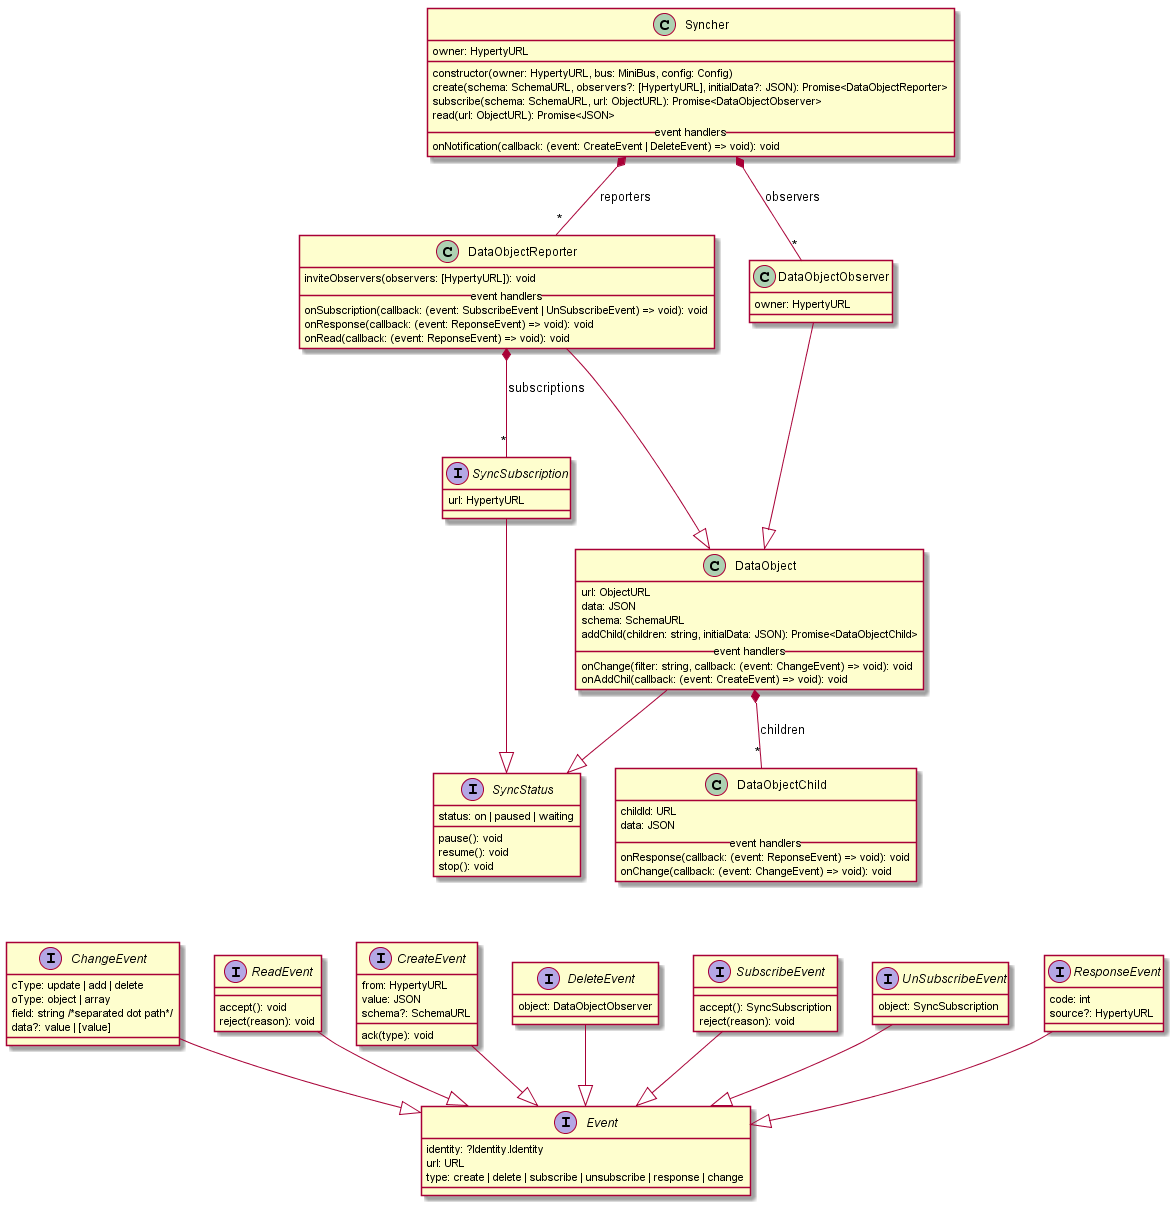 C Syncher
owner: HypertyURL
constructor(owner: HypertyURL, bus: MiniBus, config: Config)
create(schema: SchemaURL, observers?: [HypertyURL], initialData?: JSON): Promise<DataObjectReporter>
subscribe(schema: SchemaURL, url: ObjectURL): Promise<DataObjectObserver>
read(url: ObjectURL): Promise<JSON>
event handlers
onNotification(callback: (event: CreateEvent | DeleteEvent) => void): void
reporters
observers
*
*
C DataObjectReporter
inviteObservers(observers: [HypertyURL]): void
event handlers
onSubscription(callback: (event: SubscribeEvent | UnSubscribeEvent) => void): void
onResponse(callback: (event: ReponseEvent) => void): void
onRead(callback: (event: ReponseEvent) => void): void
C DataObjectObserver
owner: HypertyURL
subscriptions
*
I SyncSubscription
url: HypertyURL
C DataObject
url: ObjectURL
data: JSON
schema: SchemaURL
addChild(children: string, initialData: JSON): Promise<DataObjectChild>
event handlers
onChange(filter: string, callback: (event: ChangeEvent) => void): void
onAddChil(callback: (event: CreateEvent) => void): void
children
*
I SyncStatus
status: on | paused | waiting
pause(): void
resume(): void
stop(): void
C DataObjectChild
childId: URL
data: JSON
event handlers
onResponse(callback: (event: ReponseEvent) => void): void
onChange(callback: (event: ChangeEvent) => void): void
I ChangeEvent
cType: update | add | delete
oType: object | array
field: string /*separated dot path*/
data?: value | [value]
I ReadEvent
accept(): void
reject(reason): void
I CreateEvent
from: HypertyURL
value: JSON
schema?: SchemaURL
ack(type): void
I DeleteEvent
object: DataObjectObserver
I SubscribeEvent
accept(): SyncSubscription
reject(reason): void
I UnSubscribeEvent
object: SyncSubscription
I ResponseEvent
code: int
source?: HypertyURL
I Event
identity: ?Identity.Identity
url: URL
type: create | delete | subscribe | unsubscribe | response | change